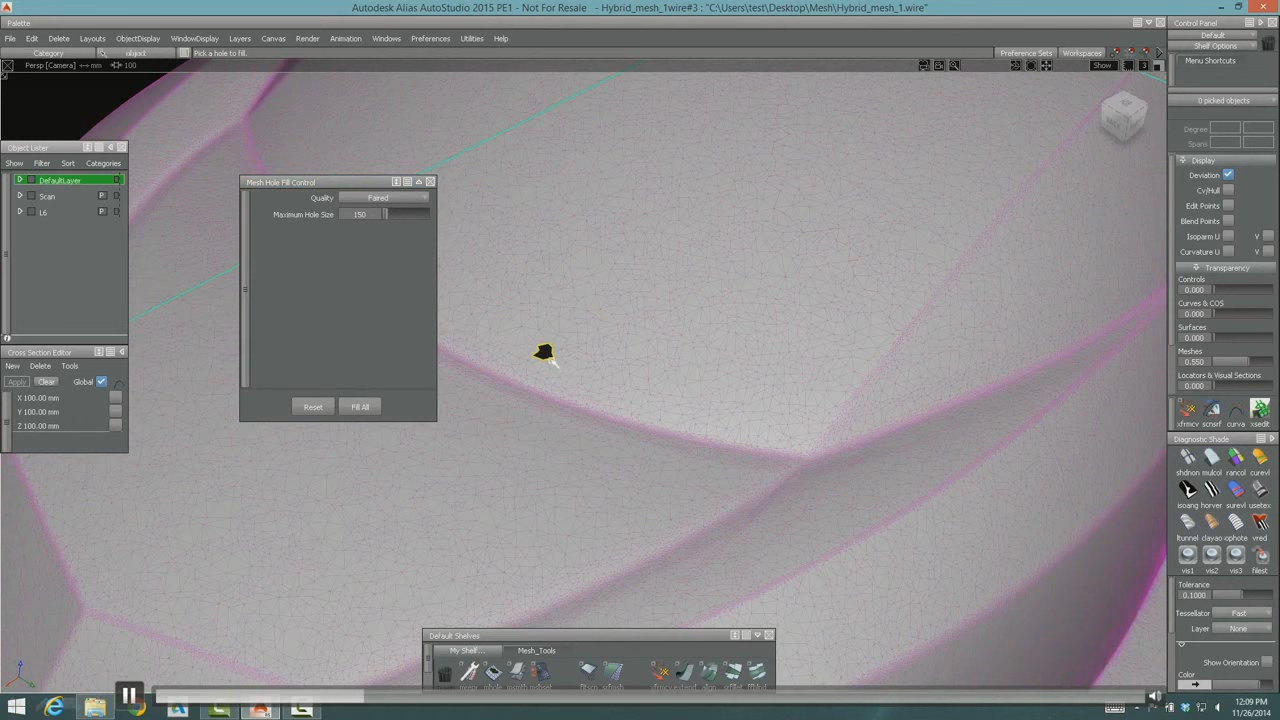 Autodesk Alias AutoStudio 2015 PE1 - Not For Resale - Hybrid_mesh_1wire#3 : "C:\Users\test\Desktop\Mesh\Hybrid_mesh_1.wire"
Palette
File Edit Delete Layouts ObjectDisplay WindowDisplay Layers Canvas Render Animation Windows Preferences Utilities Help
Category object Pick a hole to fill. Preference Sets Workspaces
Persp [Camera] mm 100 Show 3
Control Panel
Default
Shelf Options
Menu Shortcuts
0 picked objects
Degree
Spans
Display
Deviation
Cv/Hull
Edit Points
Blend Points
Isoparm U V
Curvature U V
Transparency
Controls
0.000
Curves & COS
0.000
Surfaces
0.000
Meshes
0.550
Locators & Visual Sections
0.000
xfrmcv scnsrf curva xsedit
Diagnostic Shade
shdnon mulcol rancol curevl
isoang horver surevl usetex
ltunnel clayao ophote vred
vis1 vis2 vis3 filest
Tolerance
0.1000
Tessellator Fast
Layer None
Show Orientation
Color
Object Lister
Show Filter Sort Categories
DefaultLayer
Scan P
L6 P
Cross Section Editor
New Delete Tools
Apply Clear Global
X 100.00 mm
Y 100.00 mm
Z 100.00 mm
Mesh Hole Fill Control
Quality Faired
Maximum Hole Size 150
Reset Fill All
Default Shelves
My Shelf... Mesh_Tools
12:09 PM
11/26/2014